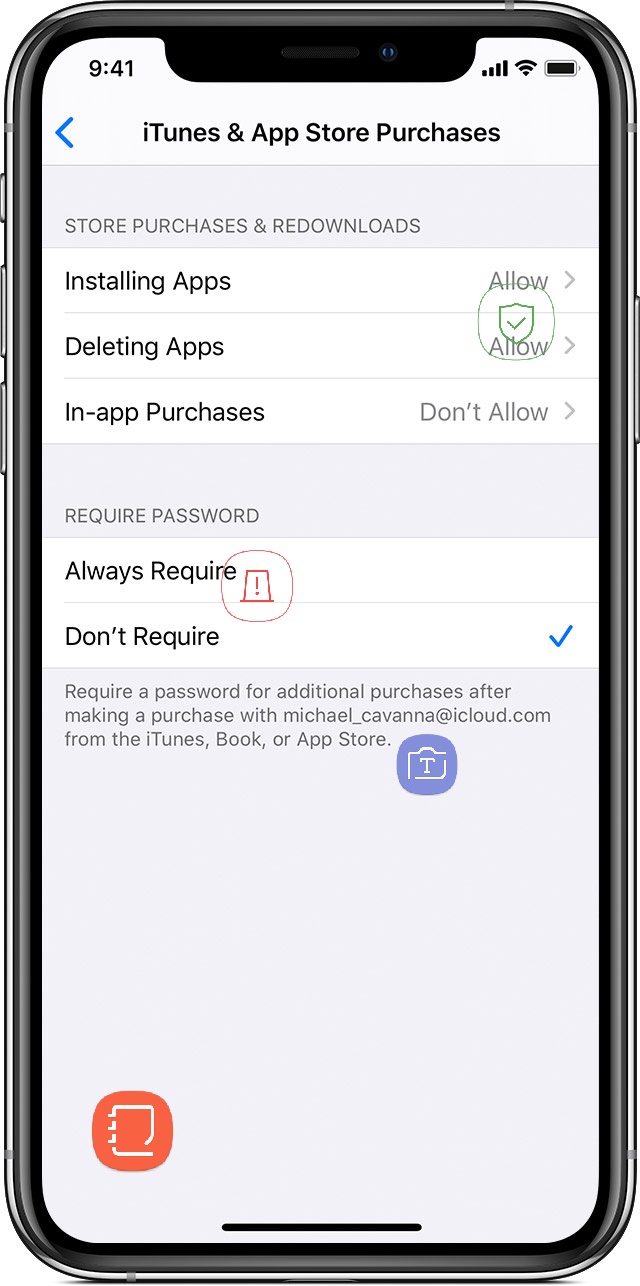 9:41
iTunes & App Store Purchases
STORE PURCHASES & REDOWNLOADS
Installing Apps Allow
Deleting Apps Allow
In-app Purchases Don’t Allow
REQUIRE PASSWORD
Always Require
!
Don’t Require
Require a password for additional purchases after
making a purchase with michael_cavanna@icloud.com
from the iTunes, Book, or App Store.
T